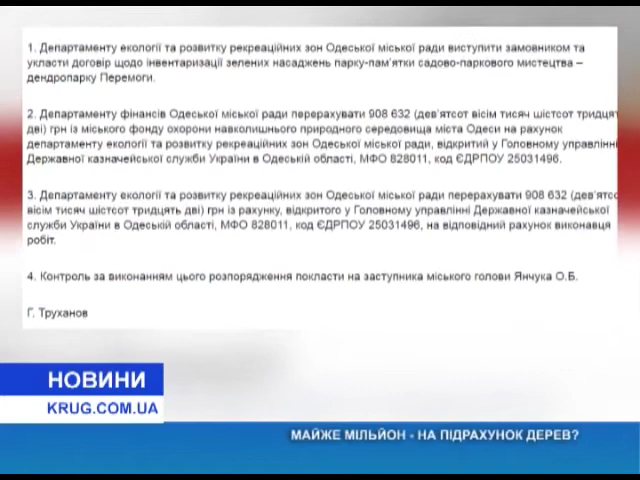 1. Департаменту екології та розвитку рекреаційних зон Одеської міської ради виступити замовником та
укласти договір щодо інвентаризації зелених насаджень парку-пам'ятки садово-паркового мистецтва –
дендропарку Перемоги.
2. Департаменту фінансів Одеської міської ради перерахувати 908 632 (дев'ятсот вісім тисяч шістсот тридцят
дві) грн із міського фонду охорони навколишнього природного середовища міста Одеси на рахунок
департаменту екології та розвитку рекреаційних зон Одеської міської ради, відкритий у Головному управлінні
Державної казначейської служби України в Одеській області, МФО 828011, код ЄДРПОУ 25031496.
3. Департаменту екології та розвитку рекреаційних зон Одеської міської ради перерахувати 908 632 (дев'ятсо
вісім тисяч шістсот тридцять дві) грн із рахунку, відкритого у Головному управлінні Державної казначейської
служби України в Одеській області, МФО 828011, код ЄДРПОУ 25031496, на відповідний рахунок виконавця
робіт.
4. Контроль за виконанням цього розпорядження покласти на заступника міського голови Янчука О.Б.
Г. Труханов
НОВИНИ
KRUG.COM.UA
МАЙЖЕ МІЛЬЙОН - НА ПІДРАХУНОК ДЕРЕВ?